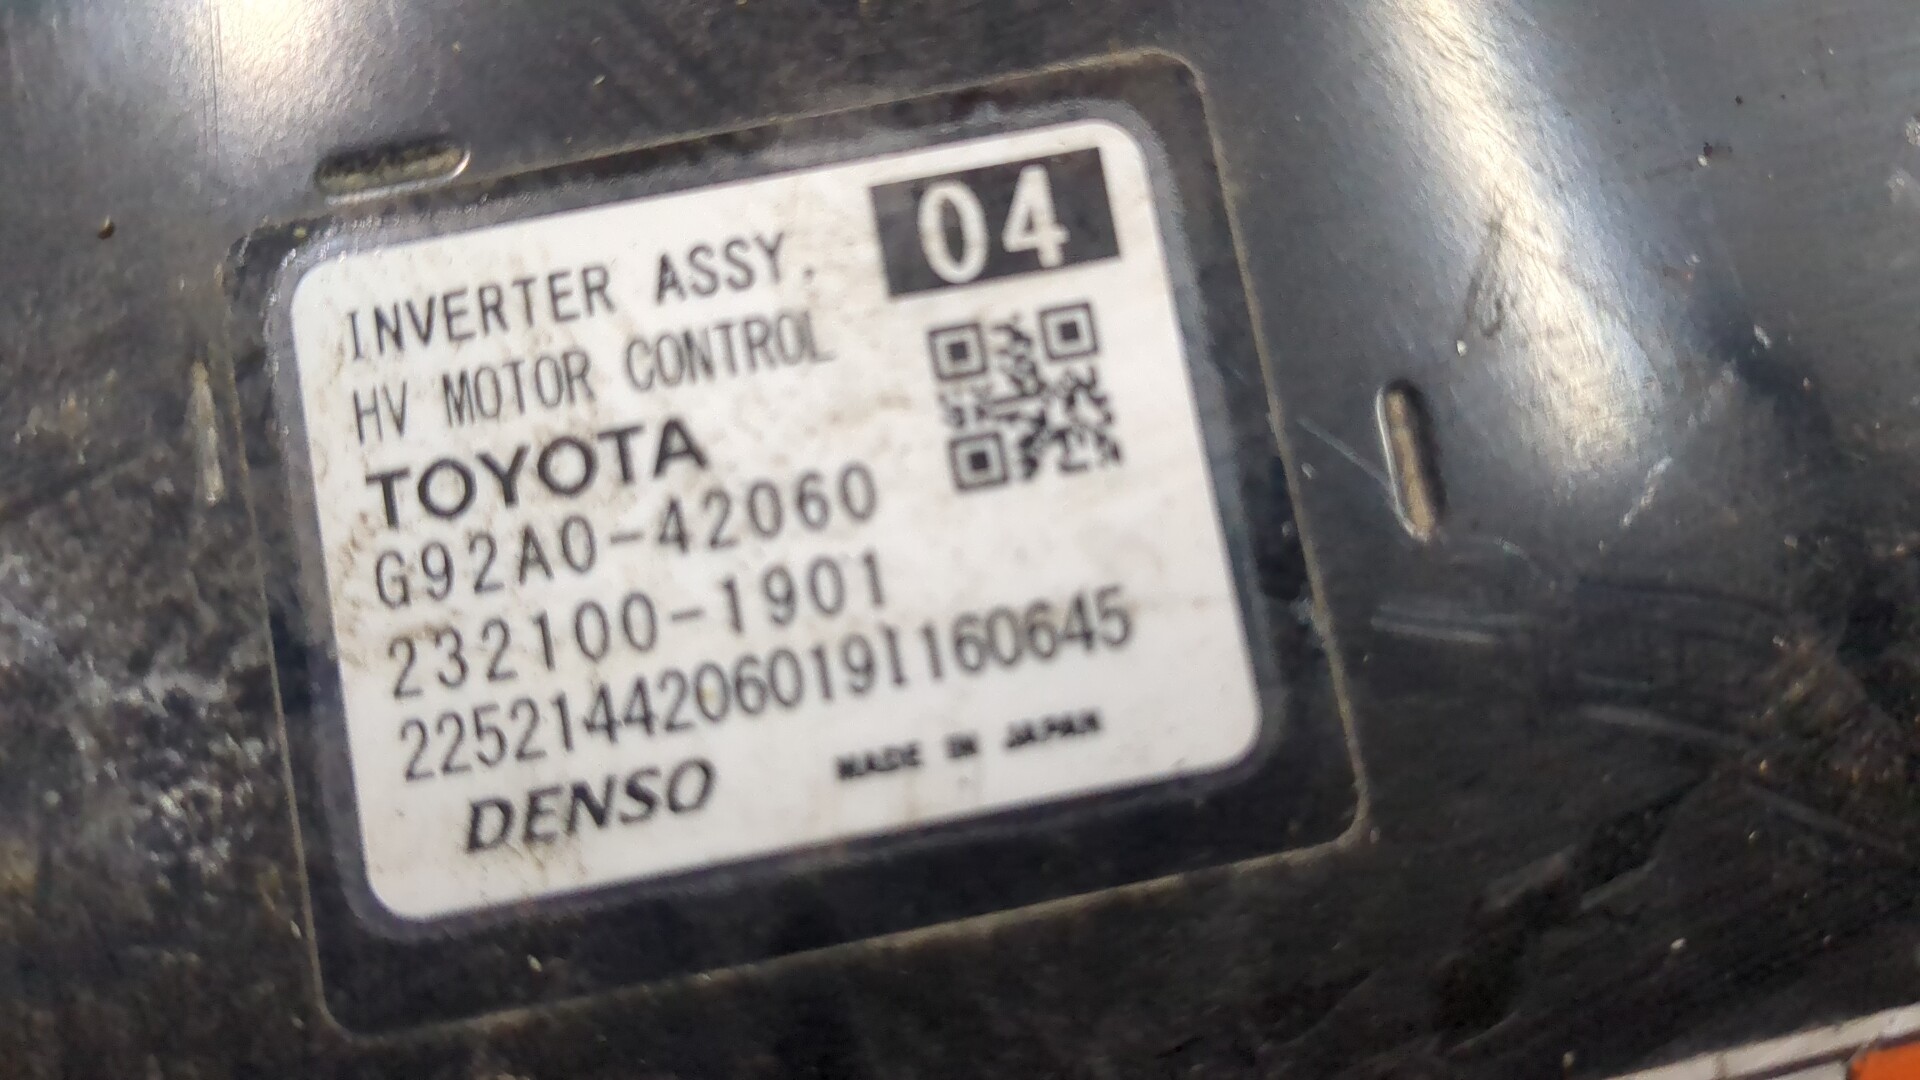 04
INVERTER ASSY.
HV MOTOR CONTROL
TOYOTA
G92A0-42060
232100-1901
2252144206019I160645
DENSO MADE IN JAPAN